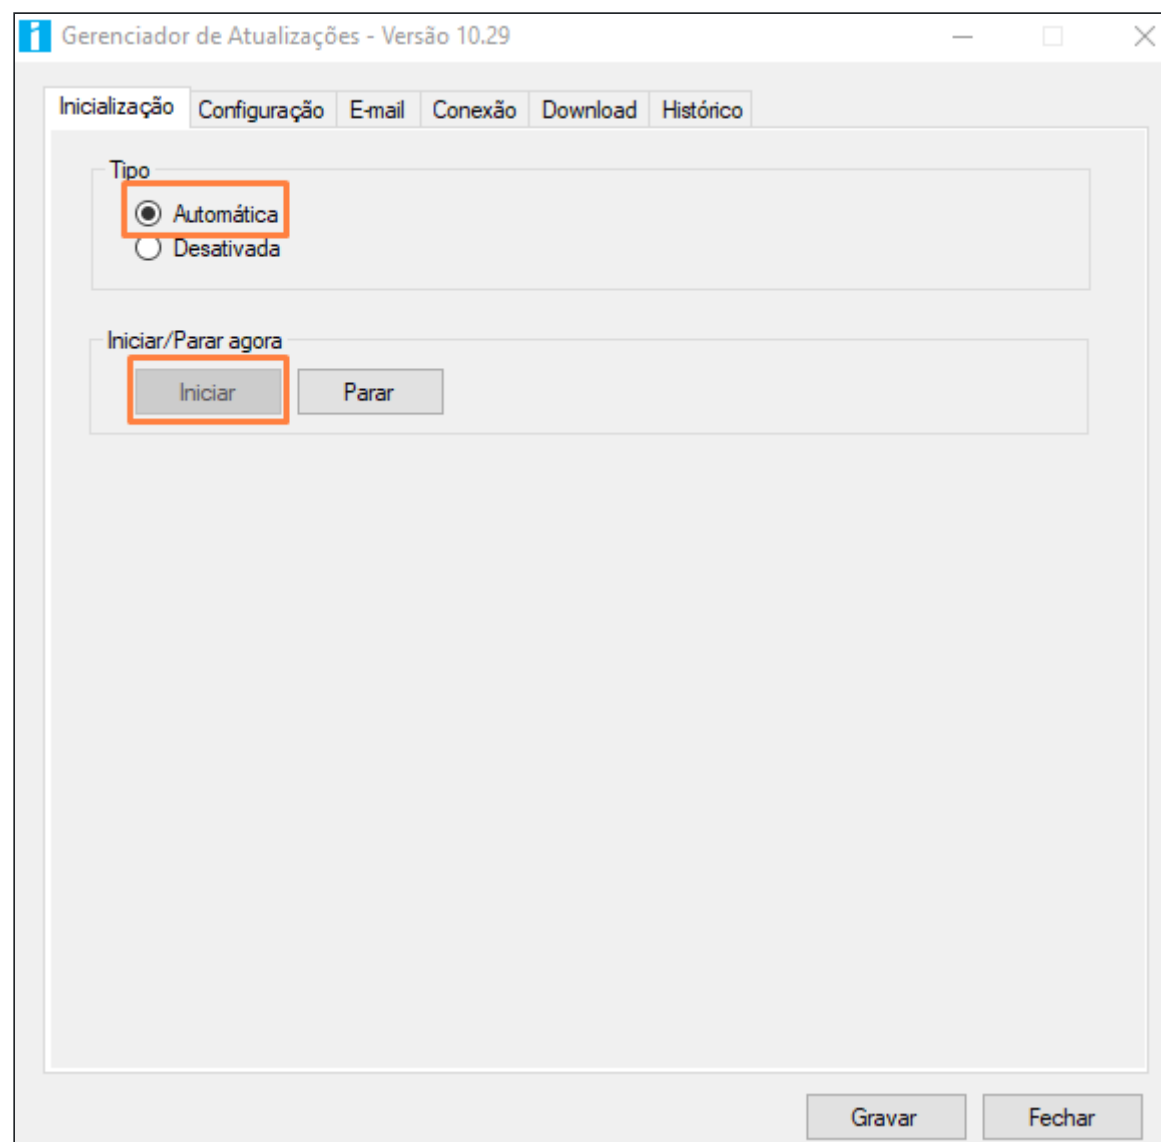 Gerenciador de Atualizações - Versão 10.29
Inicialização Configuração E-mail Conexão Download Histórico
Tipo
Automática
Desativada
Iniciar/Parar agora
Iniciar Parar
Gravar Fechar